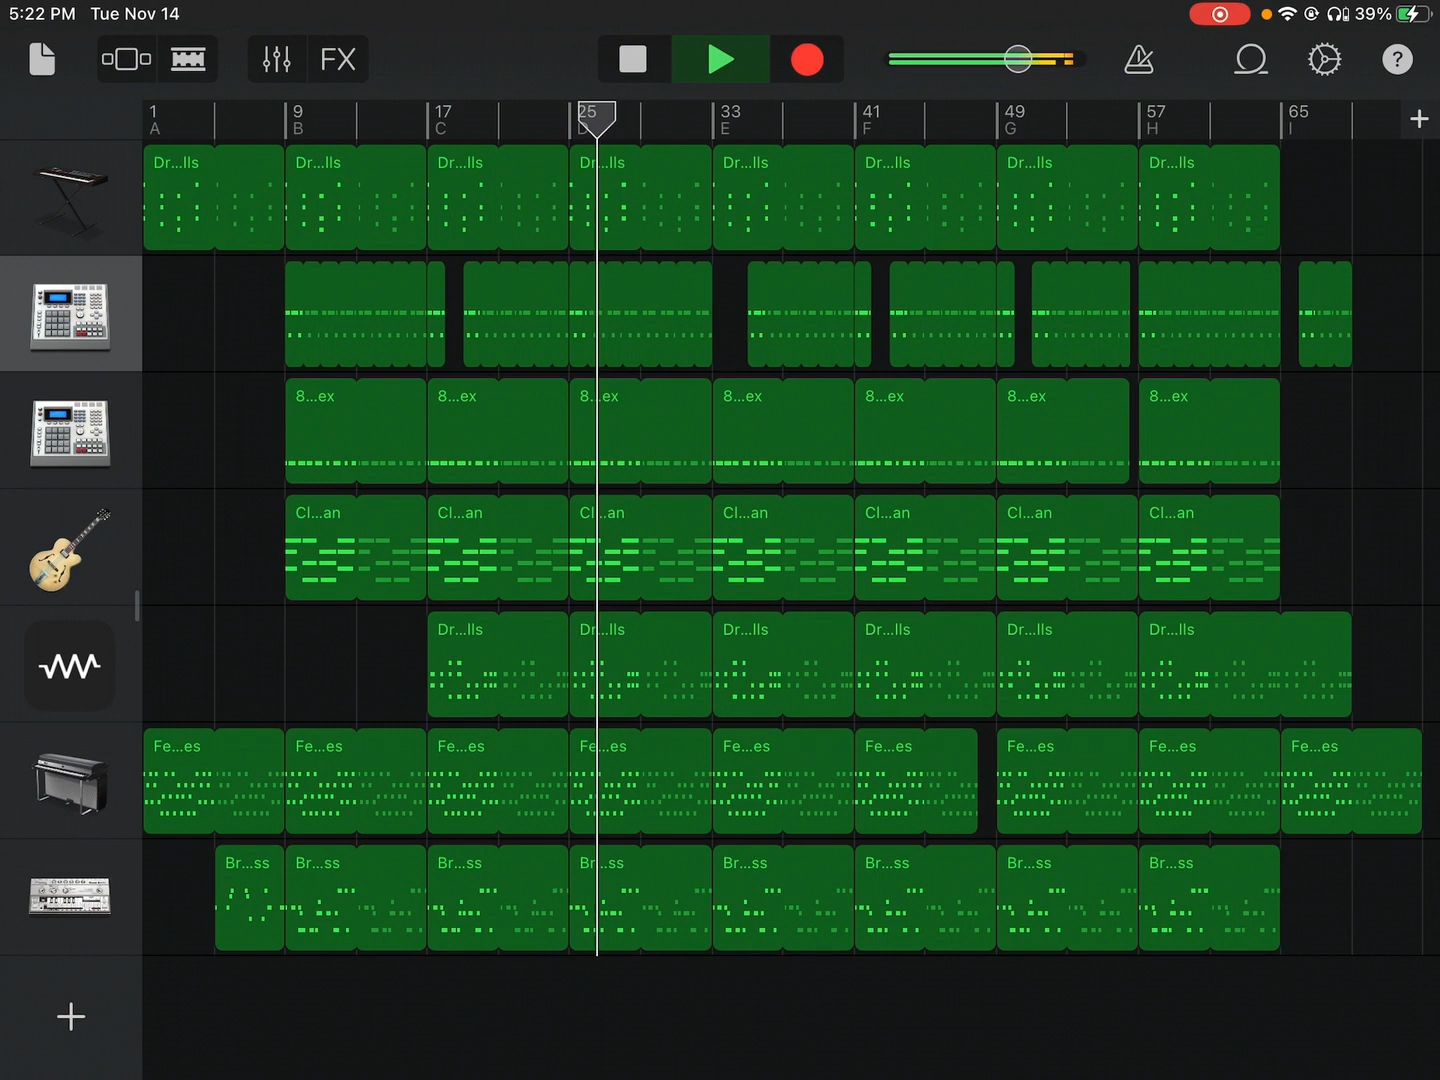 5:22 PM Tue Nov 14 39%
FX ?
1 9 17 25 33 41 49 57 65 +
A B C D E F G H I
Dr...lls Dr...lls Dr...lls Dr...lls Dr...lls Dr...lls Dr...lls Dr...lls
8...ex 8...ex 8...ex 8...ex 8...ex 8...ex 8...ex
Cl...an Cl...an Cl...an Cl...an Cl...an Cl...an Cl...an
Dr...lls Dr...lls Dr...lls Dr...lls Dr...lls Dr...lls
Fe...es Fe...es Fe...es Fe...es Fe...es Fe...es Fe...es Fe...es Fe...es
Br...ss Br...ss Br...ss Br...ss Br...ss Br...ss Br...ss Br...ss
+